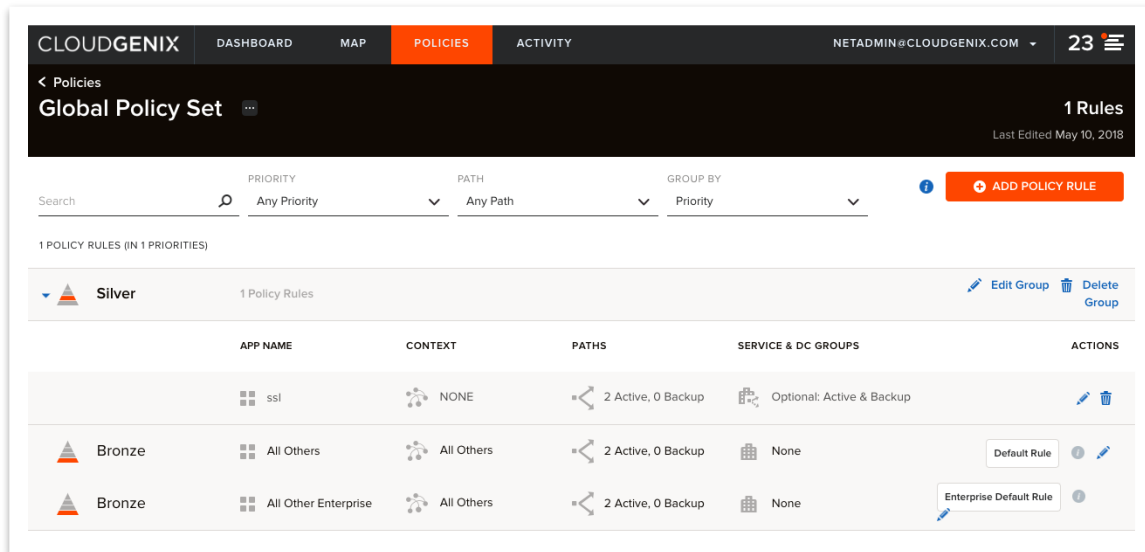 CLOUDGENIX DASHBOARD MAP POLICIES ACTIVITY NETADMIN@CLOUDGENIX.COM 23
< Policies
Global Policy Set ...
1 Rules
Last Edited May 10, 2018
PRIORITY PATH GROUP BY
Search Any Priority Any Path Priority ADD POLICY RULE
1 POLICY RULES (IN 1 PRIORITIES)
Silver 1 Policy Rules Edit Group Delete Group
APP NAME CONTEXT PATHS SERVICE & DC GROUPS ACTIONS
ssl NONE 2 Active, 0 Backup Optional: Active & Backup
Bronze All Others All Others 2 Active, 0 Backup None Default Rule
Bronze All Other Enterprise All Others 2 Active, 0 Backup None Enterprise Default Rule